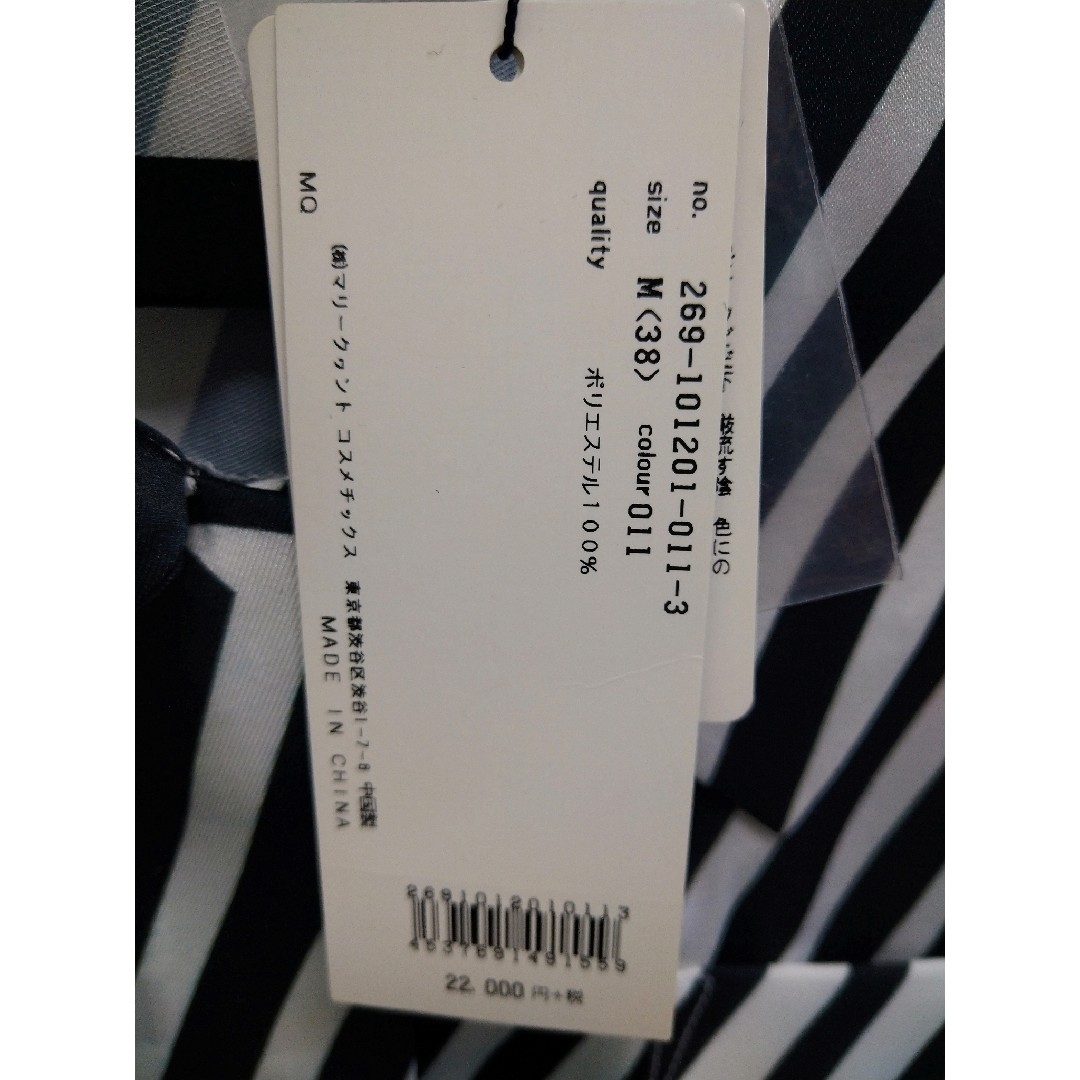 no. 269-101201-011-3
size M<38> colour 011
quality ポリエステル100%
MQ
㈱マリークヮント コスメチックス 東京都渋谷区渋谷1-7-8 中国製
MADE IN CHINA
2691012010113
22,000円+税